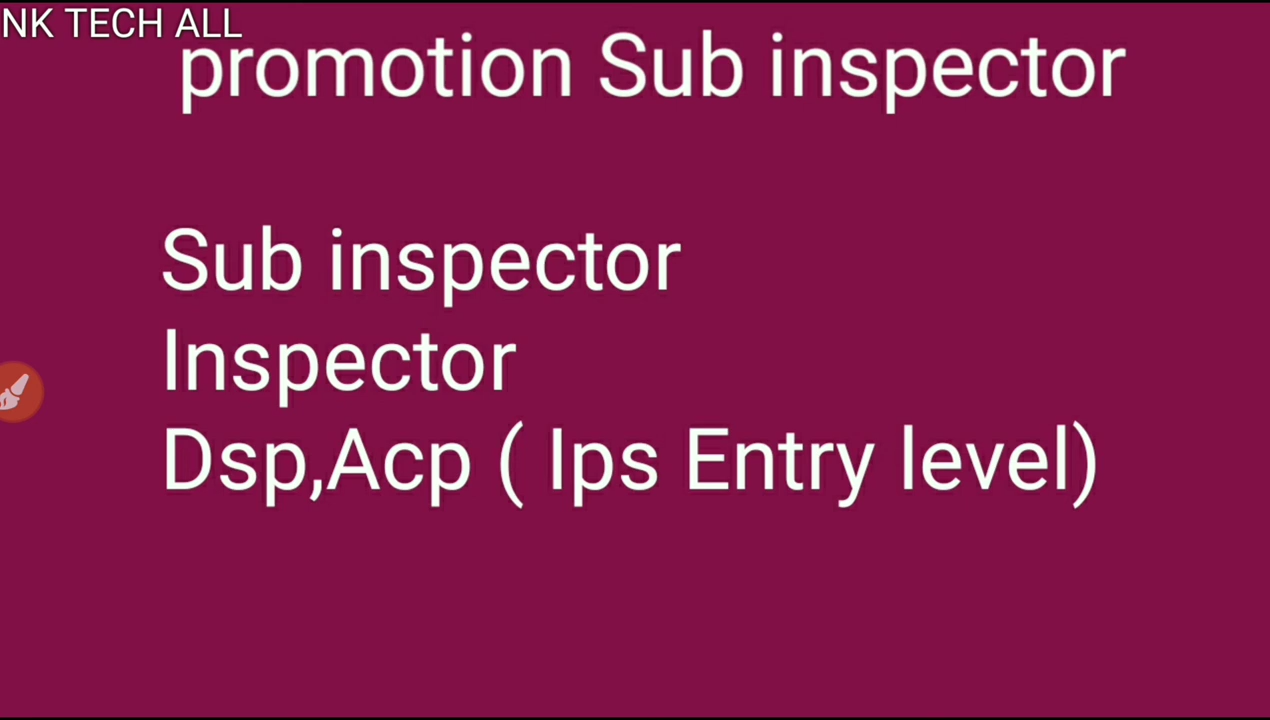 NK TECH ALL
promotion Sub inspector
Sub inspector
Inspector
Dsp,Acp ( Ips Entry level)